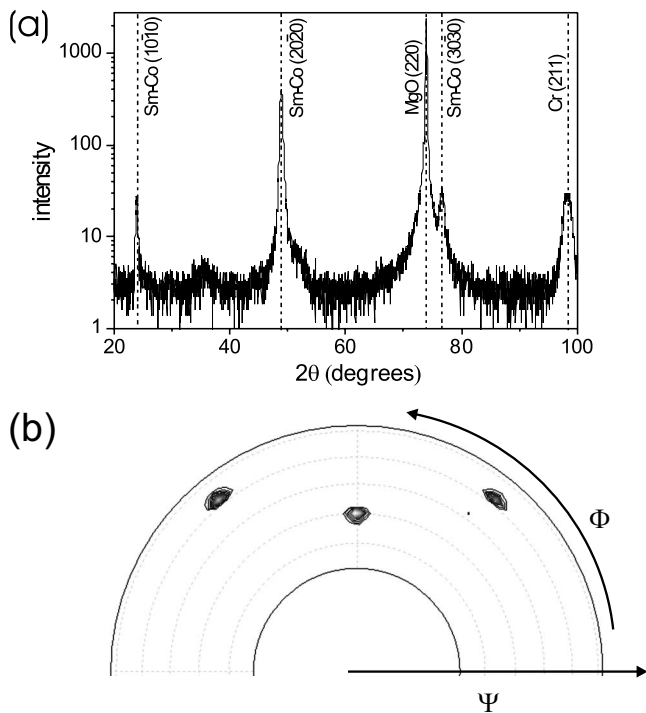 (a)
intensity
1000
100
10
1
Sm-Co (1010)
Sm-Co (2020)
MgO (220)
Sm-Co (3030)
Cr (211)
20
40
60
80
100
2θ (degrees)
(b)
Φ
Ψ